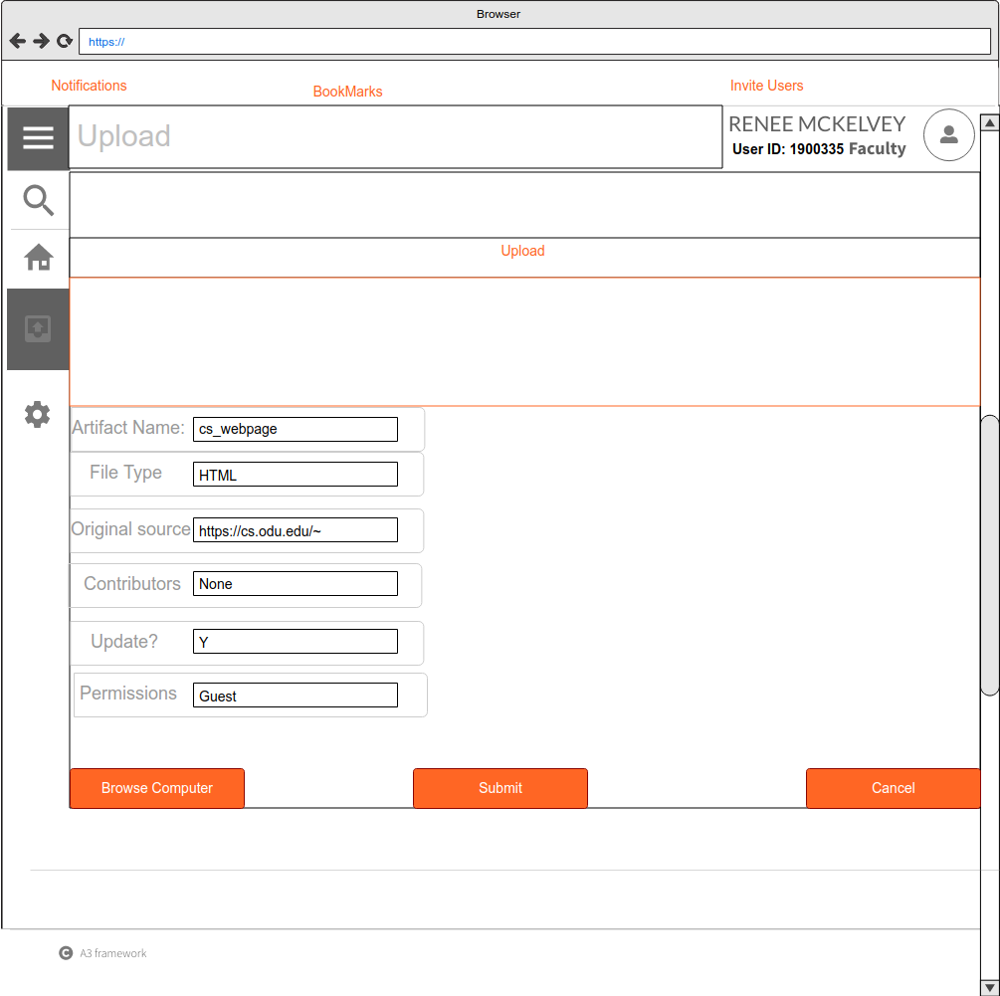 Browser
https://
Notifications
BookMarks
Invite Users
Upload
RENEE MCKELVEY
User ID: 1900335 Faculty
Upload
Artifact Name: cs_webpage
File Type HTML
Original source https://cs.odu.edu/~
Contributors None
Update? Y
Permissions Guest
Browse Computer
Submit
Cancel
C A3 framework